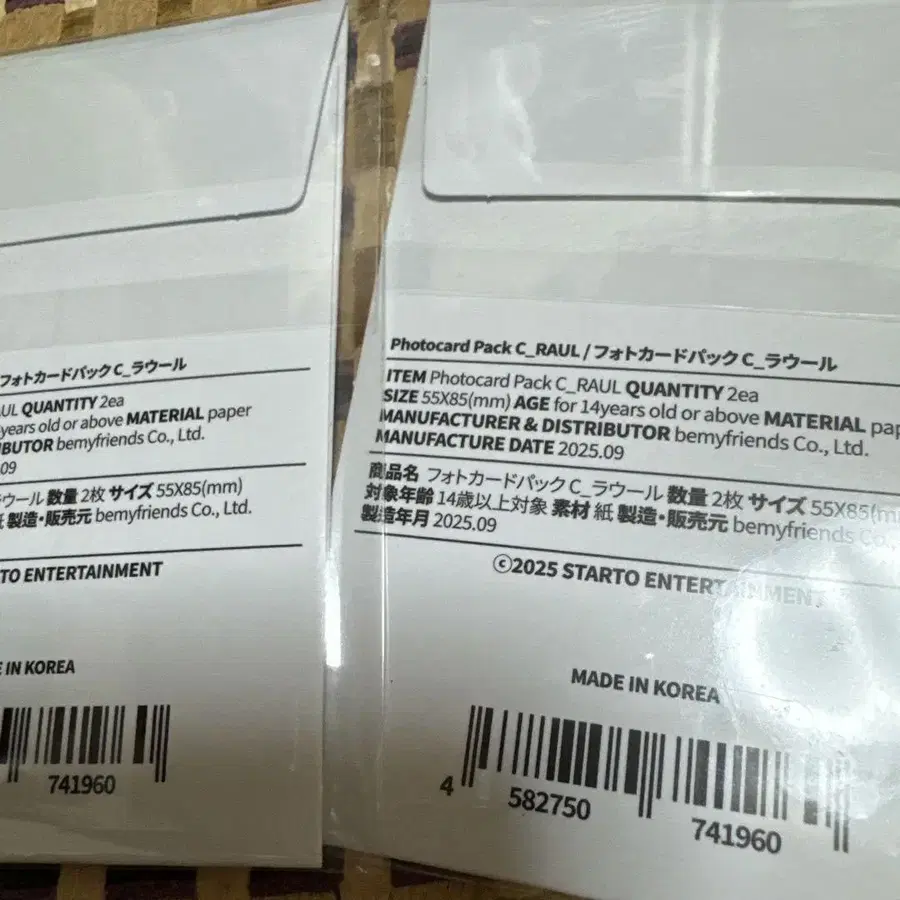 フォトカードパック C_ラウール
UL QUANTITY 2ea
years old or above MATERIAL paper
BUTOR bemyfriends Co., Ltd.
09
ラウール 数量 2枚 サイズ 55X85(mm)
紙 製造・販売元 bemyfriends Co., Ltd.
TO ENTERTAINMENT
IN KOREA
741960
Photocard Pack C_RAUL / フォトカードパック C_ラウール
ITEM Photocard Pack C_RAUL QUANTITY 2ea
SIZE 55X85(mm) AGE for 14years old or above MATERIAL pap
MANUFACTURER & DISTRIBUTOR bemyfriends Co., Ltd.
MANUFACTURE DATE 2025.09
商品名 フォトカードパック C_ラウール 数量 2枚 サイズ 55X85(m
対象年齢 14歳以上対象 素材 紙 製造・販売元 bemyfriends Co.,
製造年月 2025.09
ⓒ2025 STARTO ENTERTAINMENT
MADE IN KOREA
4 582750 741960